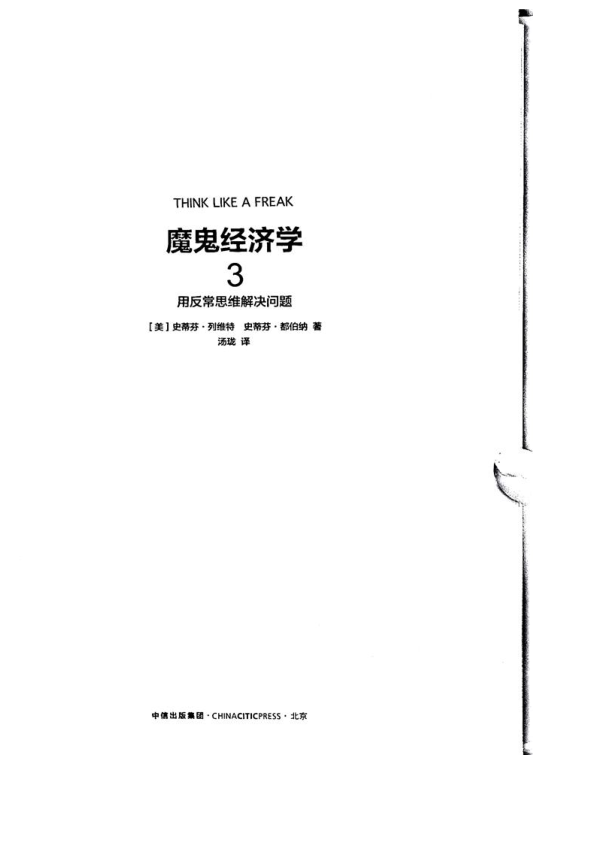 THINK LIKE A FREAK
魔鬼经济学
3
用反常思维解决问题
[美]史蒂芬·列维特 史蒂芬·都伯纳 著
汤珑 译
中信出版集团·CHINACITICPRESS·北京